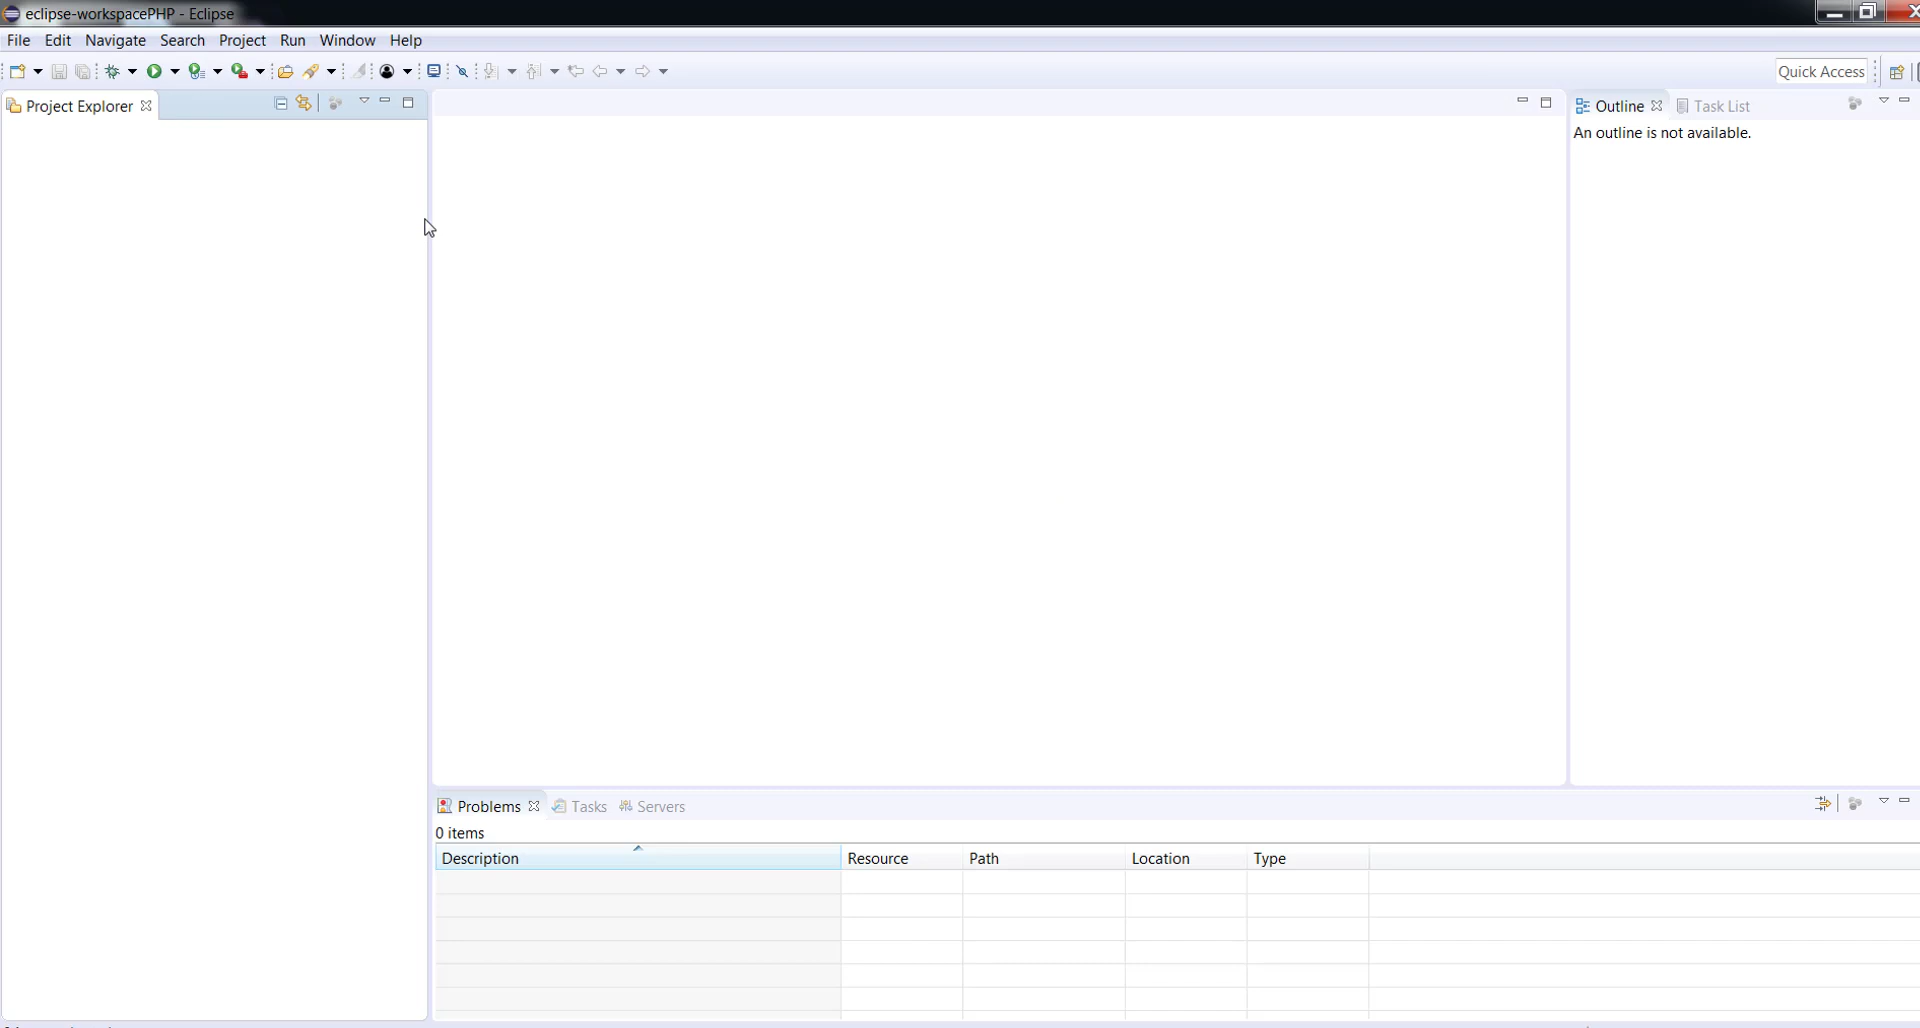 eclipse-workspacePHP - Eclipse
File Edit Navigate Search Project Run Window Help
Quick Access
Project Explorer
Outline Task List
An outline is not available.
Problems Tasks Servers
0 items
Description Resource Path Location Type